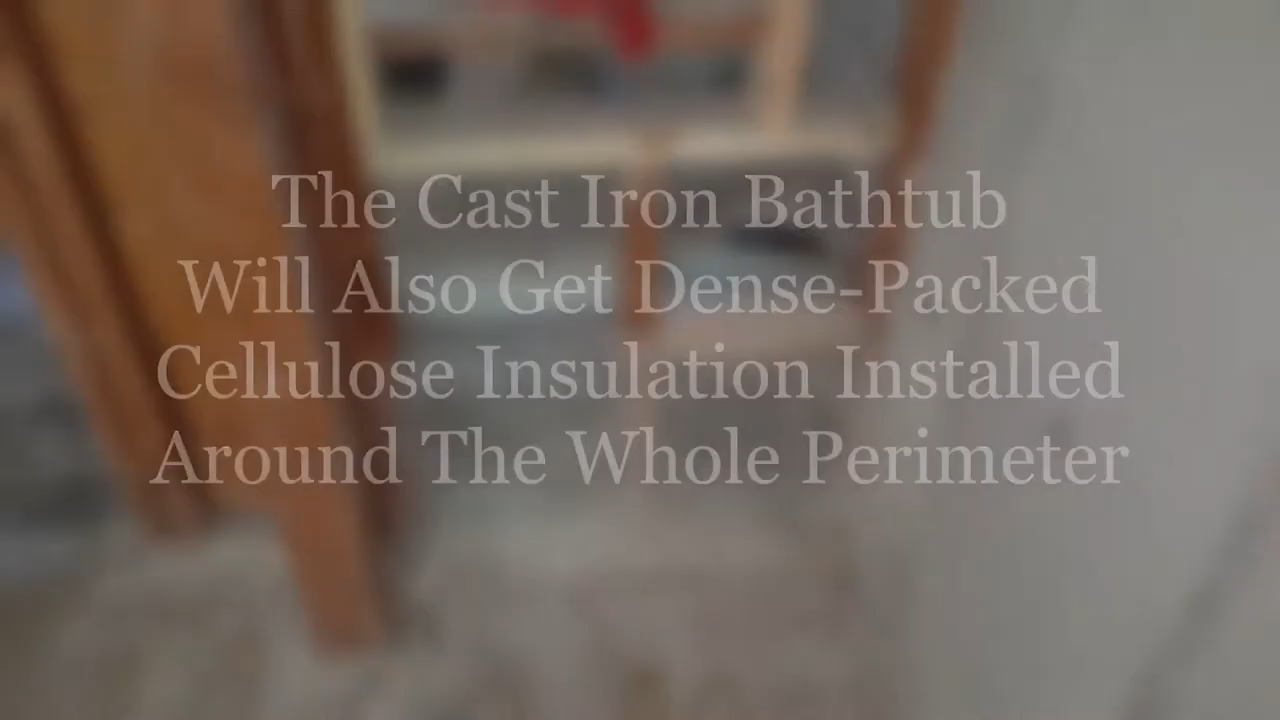 The Cast Iron Bathtub
Will Also Get Dense-Packed
Cellulose Insulation Installed
Around The Whole Perimeter